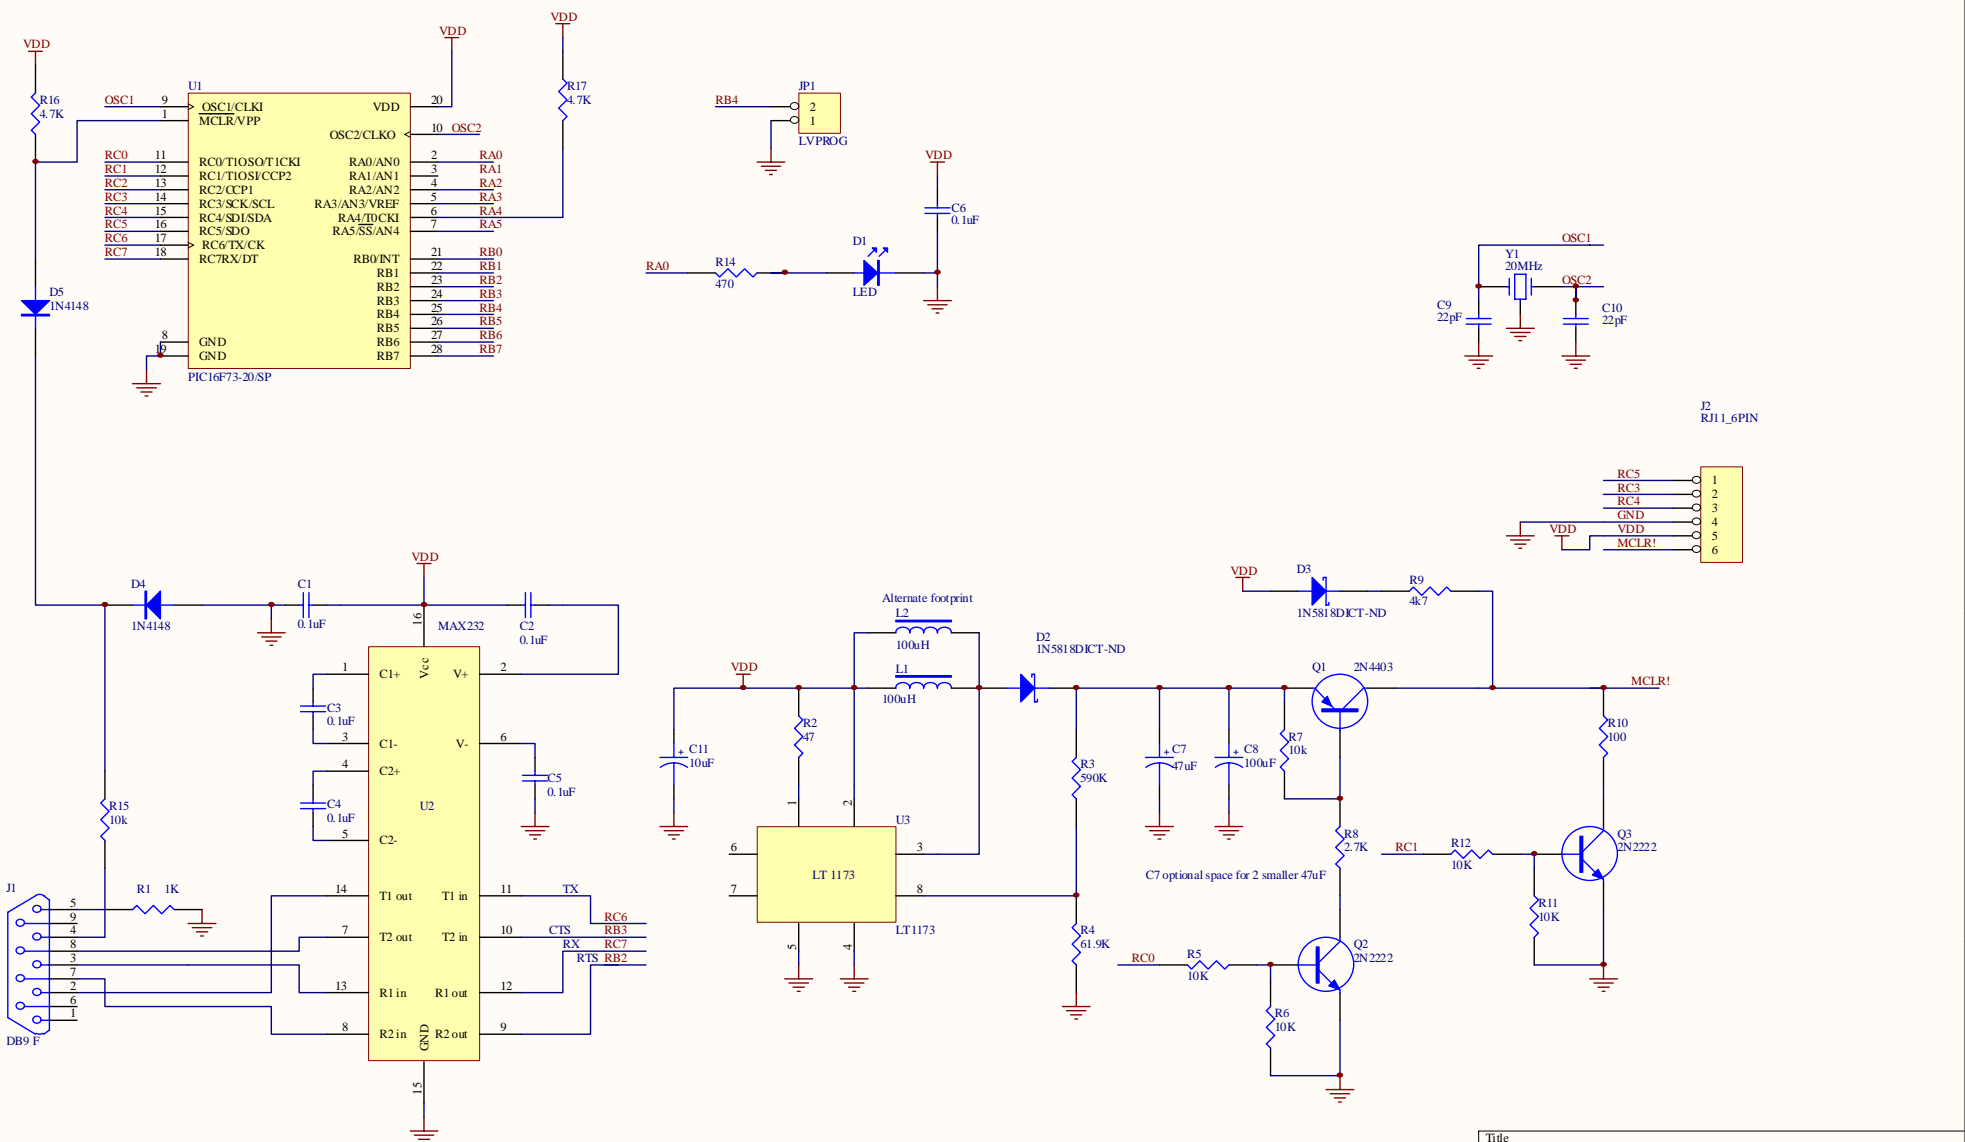 VDD
R16
4.7K
D5
1N4148
U1
OSC1 9 OSC1/CLKI
1 MCLR/VPP
RC0 11 RC0/T1OSO/T1CKI
RC1 12 RC1/T1OSI/CCP2
RC2 13 RC2/CCP1
RC3 14 RC3/SCK/SCL
RC4 15 RC4/SDI/SDA
RC5 16 RC5/SDO
RC6 17 RC6/TX/CK
RC7 18 RC7RX/DT
8 GND
19 GND
PIC16F73-20/SP
VDD
VDD 20
OSC2/CLKO 10 OSC2
RA0/AN0 2 RA0
RA1/AN1 3 RA1
RA2/AN2 4 RA2
RA3/AN3/VREF 5 RA3
RA4/T0CKI 6 RA4
RA5/SS/AN4 7 RA5
RB0/INT 21 RB0
RB1 22 RB1
RB2 23 RB2
RB3 24 RB3
RB4 25 RB4
RB5 26 RB5
RB6 27 RB6
RB7 28 RB7
VDD
R17
4.7K
JP1
RB4 2
1
LVPROG
VDD
C6
0.1uF
D1
RA0 R14
470
LED
OSC1
Y1
20MHz
OSC2
C9
22pF
C10
22pF
J2
RJ11_6PIN
RC5 1
RC3 2
RC4 3
GND 4
VDD VDD 5
MCLR! 6
VDD
D4
1N4148
C1
0.1uF
16
MAX232
C2
0.1uF
1 C1+ Vcc V+ 2
C3
0.1uF
3 C1- V- 6
4 C2+
C5
0.1uF
C4
0.1uF
U2
5 C2-
R15
10k
J1
R1 1K
5
9
4
8
3
7
2
6
1
DB9 F
14 T1 out T1 in 11 TX
RC6
7 T2 out T2 in 10 CTS RB3
RX RC7
RTS RB2
13 R1 in R1 out 12
8 R2 in GND R2 out 9
15
Alternate footprint
L2
100uH
VDD
L1
100uH
D2
1N5818DICT-ND
C11
10uF
R2
47
1
2
U3
6 3
LT 1173
7 8
LT1173
5
4
R3
590K
R4
61.9K
C7
47uF
C8
100uF
R7
10k
C7 optional space for 2 smaller 47uF
VDD
D3
1N5818DICT-ND
R9
4k7
Q1 2N4403
MCLR!
R10
100
R8
2.7K
RC1 R12
10K
Q3
2N2222
R11
10K
RC0 R5
10K
Q2
2N2222
R6
10K
Title